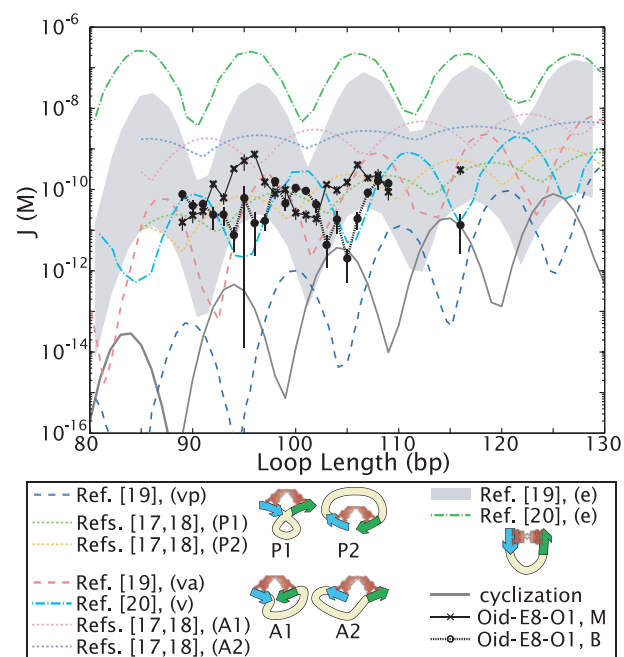 10⁻⁶
10⁻⁸
10⁻¹⁰
10⁻¹²
10⁻¹⁴
10⁻¹⁶
J (M)
80 90 100 110 120 130
Loop Length (bp)
Ref. [19], (vp)
Refs. [17,18], (P1)
Refs. [17,18], (P2)
P1 P2
Ref. [19], (va)
Ref. [20], (v)
Refs. [17,18], (A1)
Refs. [17,18], (A2)
A1 A2
Ref. [19], (e)
Ref. [20], (e)
cyclization
Oid-E8-O1, M
Oid-E8-O1, B